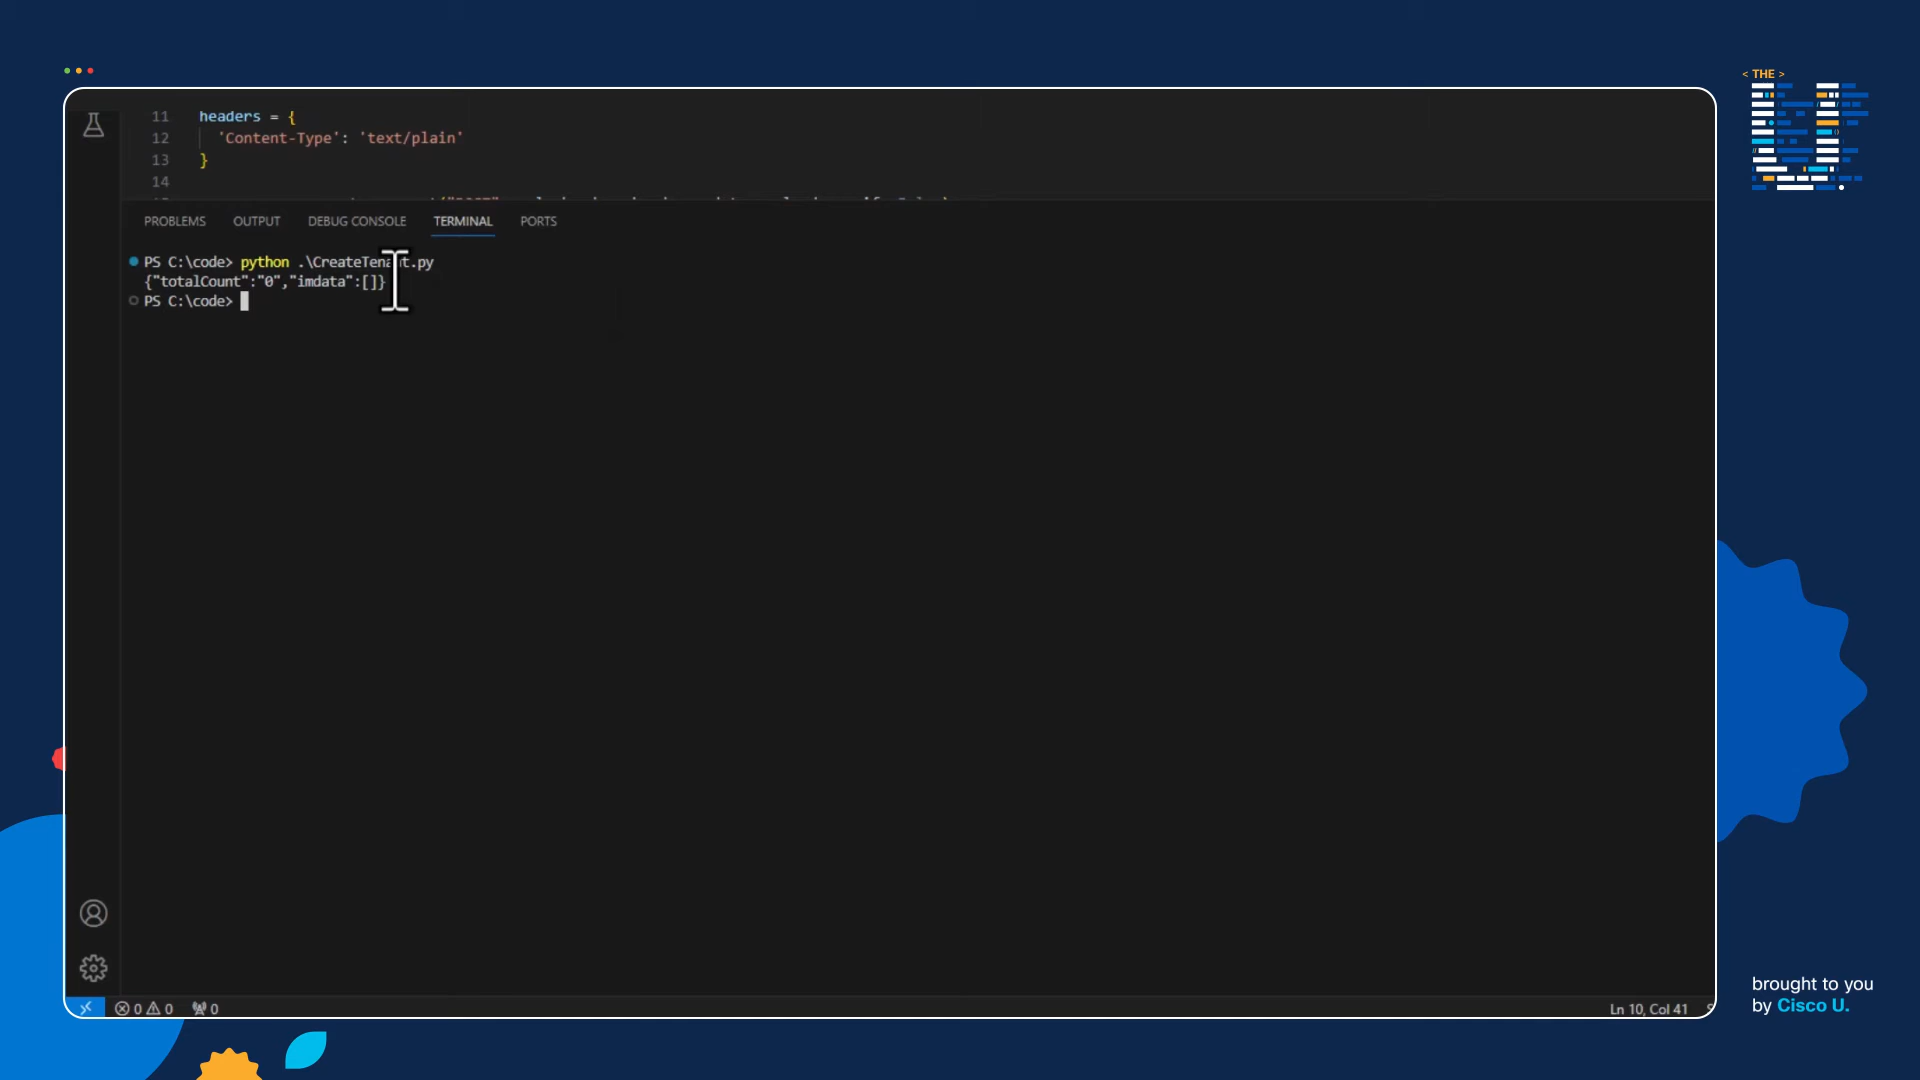 < THE >
11 headers = {
12 'Content-Type': 'text/plain'
13 }
14
PROBLEMS OUTPUT DEBUG CONSOLE TERMINAL PORTS
PS C:\code> python .\CreateTenant.py
{"totalCount":"0","imdata":[]}
PS C:\code>
0 0 0
Ln 10, Col 41
brought to you
by Cisco U.